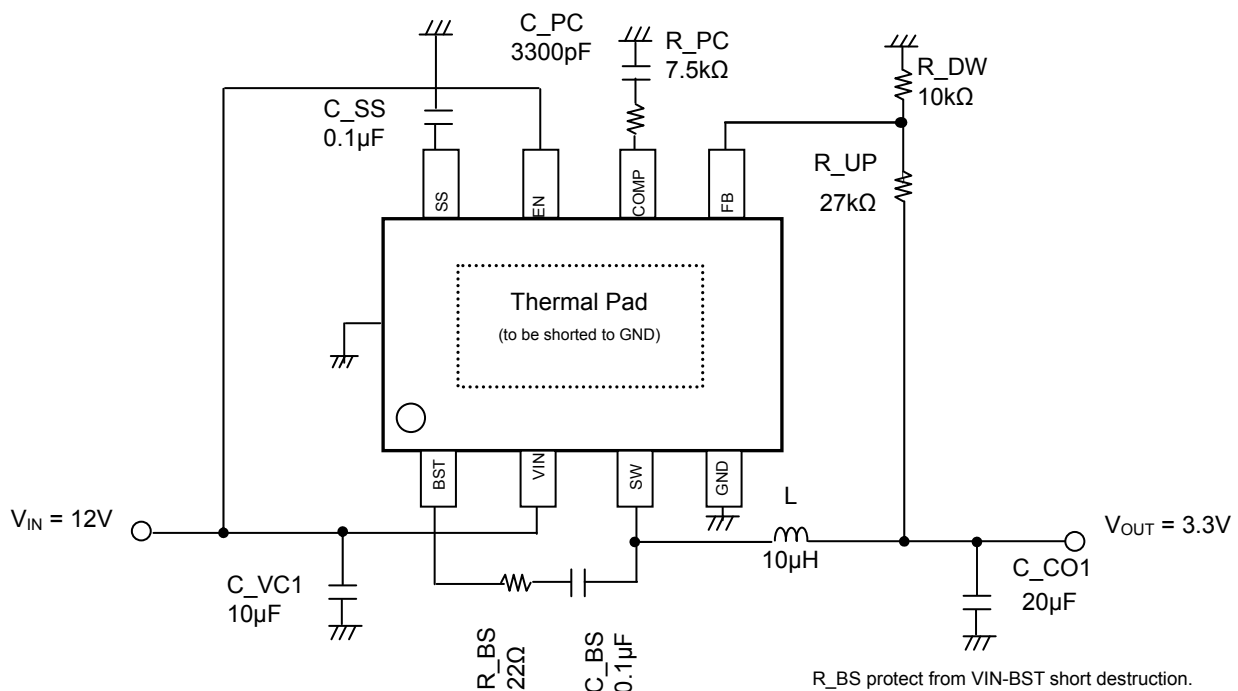 C_PC
3300pF
R_PC
7.5kΩ
R_DW
10kΩ
C_SS
0.1µF
R_UP
27kΩ
SS
EN
COMP
FB
Thermal Pad
(to be shorted to GND)
BST
VIN
SW
GND
V_IN = 12V
L
10µH
V_OUT = 3.3V
C_VC1
10µF
C_CO1
20µF
R_BS
22Ω
C_BS
0.1µF
R_BS protect from VIN-BST short destruction.